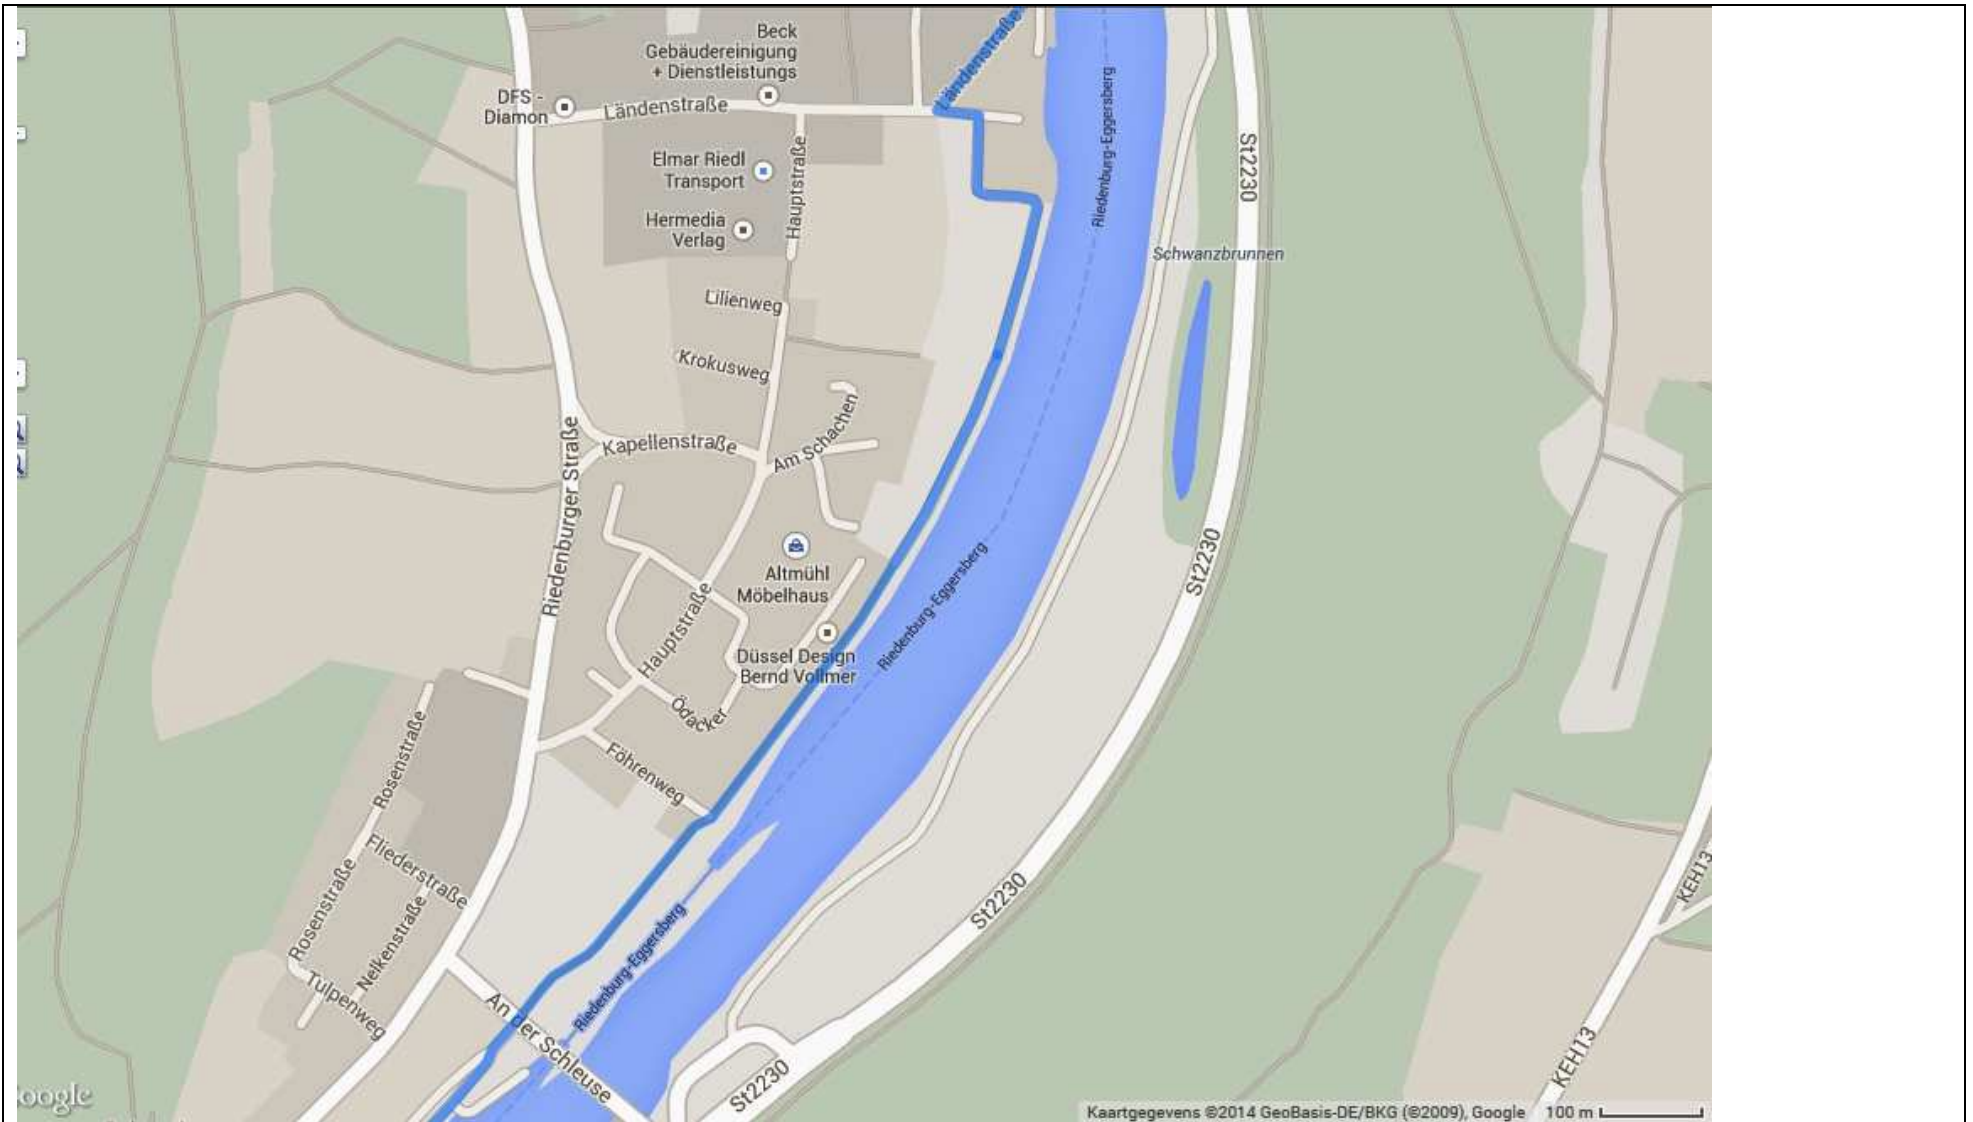 Beck
Gebäudereinigung
+ Dienstleistungs
Ländenstraße
DFS -
Diamon
Ländenstraße
Riedenburg-Eggersberg
St2230
Elmar Riedl
Transport
Hauptstraße
Hermedia
Verlag
Schwanzbrunnen
Lilienweg
Krokusweg
Kapellenstraße
Am Schachen
Riedenburger Straße
Altmühl
Möbelhaus
Riedenburg-Eggersberg
St2230
Hauptstraße
Düssel Design
Bernd Vollmer
Ödacker
Rosenstraße
Föhrenweg
Fliederstraße
Rosenstraße
Nelkenstraße
Tulpenweg
Riedenburg-Eggersberg
St2230
KEH13
An der Schleuse
St2230
KEH13
oogle
Kaartgegevens ©2014 GeoBasis-DE/BKG (©2009), Google 100 m